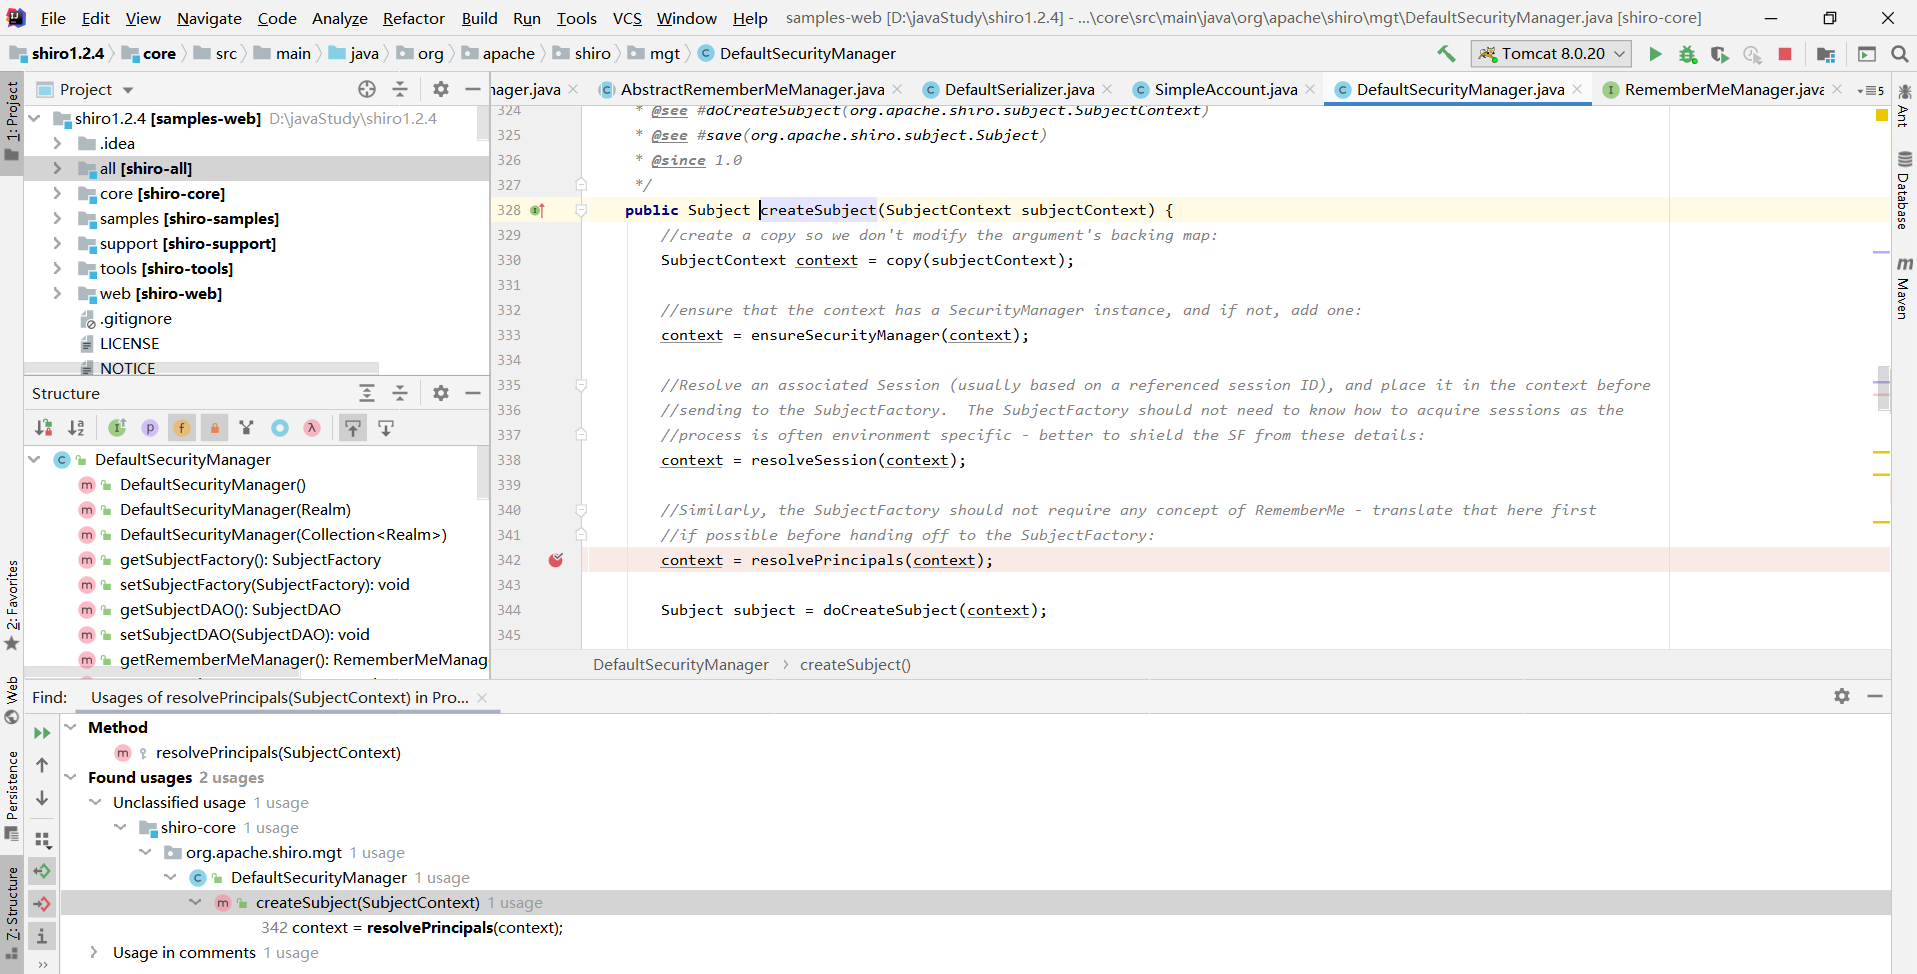 File Edit View Navigate Code Analyze Refactor Build Run Tools VCS Window Help samples-web [D:\javaStudy\shiro1.2.4] - ...\core\src\main\java\org\apache\shiro\mgt\DefaultSecurityManager.java [shiro-core]
shiro1.2.4 core src main java org apache shiro mgt DefaultSecurityManager Tomcat 8.0.20
Project
nager.java AbstractRememberMeManager.java DefaultSerializer.java SimpleAccount.java DefaultSecurityManager.java RememberMeManager.java 5
1: Project
shiro1.2.4 [samples-web] D:\javaStudy\shiro1.2.4
.idea
all [shiro-all]
core [shiro-core]
samples [shiro-samples]
support [shiro-support]
tools [shiro-tools]
web [shiro-web]
.gitignore
LICENSE
NOTICE
Structure
DefaultSecurityManager
DefaultSecurityManager()
DefaultSecurityManager(Realm)
DefaultSecurityManager(Collection<Realm>)
getSubjectFactory(): SubjectFactory
setSubjectFactory(SubjectFactory): void
getSubjectDAO(): SubjectDAO
setSubjectDAO(SubjectDAO): void
getRememberMeManager(): RememberMeManag
324 * @see #doCreateSubject(org.apache.shiro.subject.SubjectContext)
325 * @see #save(org.apache.shiro.subject.Subject)
326 * @since 1.0
327 */
328 public Subject createSubject(SubjectContext subjectContext) {
329 //create a copy so we don't modify the argument's backing map:
330 SubjectContext context = copy(subjectContext);
331
332 //ensure that the context has a SecurityManager instance, and if not, add one:
333 context = ensureSecurityManager(context);
334
335 //Resolve an associated Session (usually based on a referenced session ID), and place it in the context before
336 //sending to the SubjectFactory.  The SubjectFactory should not need to know how to acquire sessions as the
337 //process is often environment specific - better to shield the SF from these details:
338 context = resolveSession(context);
339
340 //Similarly, the SubjectFactory should not require any concept of RememberMe - translate that here first
341 //if possible before handing off to the SubjectFactory:
342 context = resolvePrincipals(context);
343
344 Subject subject = doCreateSubject(context);
345
DefaultSecurityManager › createSubject()
Ant
Database
Maven
2: Favorites
Web
Persistence
Z: Structure
Find: Usages of resolvePrincipals(SubjectContext) in Pro...
Method
resolvePrincipals(SubjectContext)
Found usages 2 usages
Unclassified usage 1 usage
shiro-core 1 usage
org.apache.shiro.mgt 1 usage
DefaultSecurityManager 1 usage
createSubject(SubjectContext) 1 usage
342 context = resolvePrincipals(context);
Usage in comments 1 usage